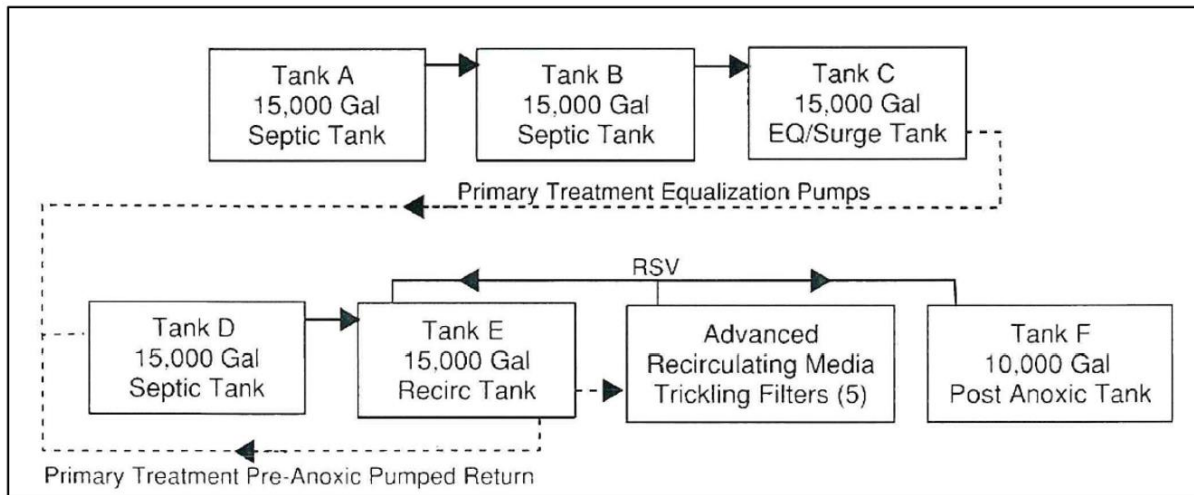 Tank A
15,000 Gal
Septic Tank
Tank B
15,000 Gal
Septic Tank
Tank C
15,000 Gal
EQ/Surge Tank
Primary Treatment Equalization Pumps
RSV
Tank D
15,000 Gal
Septic Tank
Tank E
15,000 Gal
Recirc Tank
Advanced
Recirculating Media
Trickling Filters (5)
Tank F
10,000 Gal
Post Anoxic Tank
Primary Treatment Pre-Anoxic Pumped Return